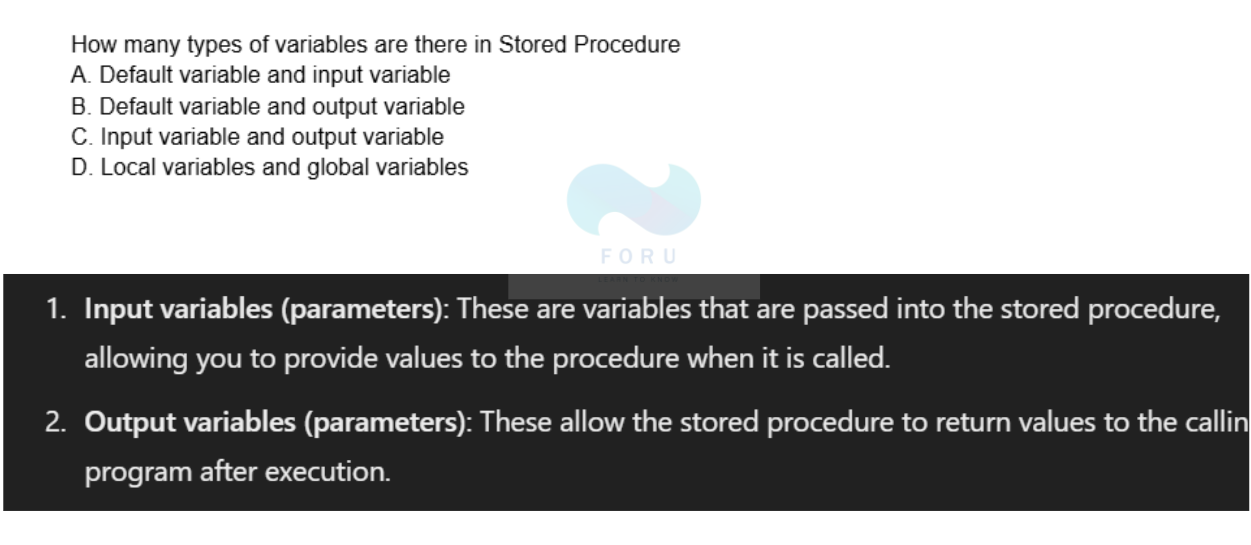 How many types of variables are there in Stored Procedure
A. Default variable and input variable
B. Default variable and output variable
C. Input variable and output variable
D. Local variables and global variables
FORU
LEARN TO KNOW
1. Input variables (parameters): These are variables that are passed into the stored procedure,
allowing you to provide values to the procedure when it is called.
2. Output variables (parameters): These allow the stored procedure to return values to the callin
program after execution.